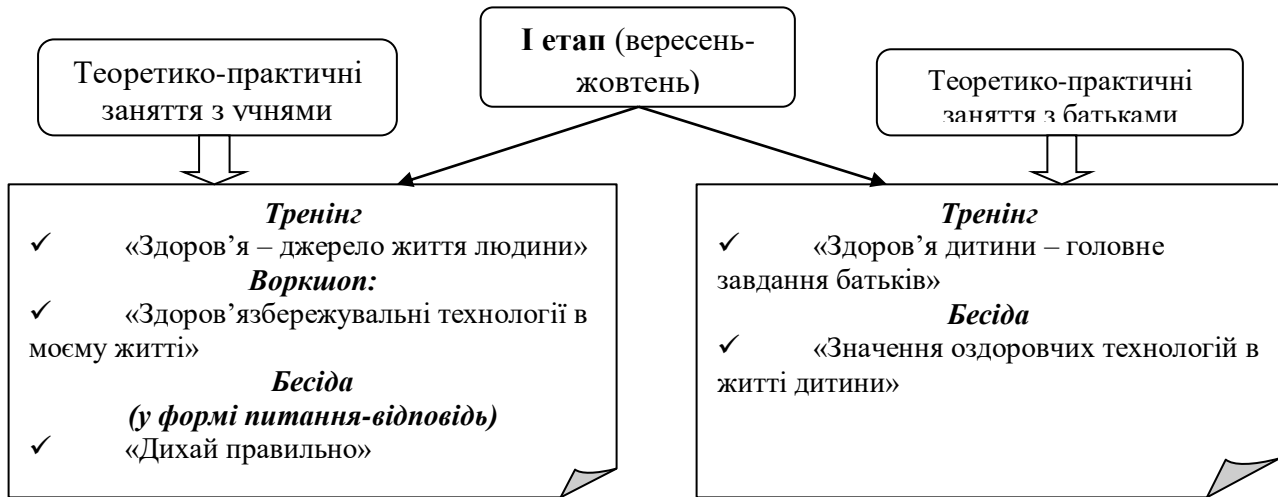 І етап (вересень-
жовтень)
Теоретико-практичні
заняття з учнями
Теоретико-практичні
заняття з батьками
Тренінг
✓ «Здоров’я – джерело життя людини»
Воркшоп:
✓ «Здоров’язбережувальні технології в
моєму житті»
Бесіда
(у формі питання-відповідь)
✓ «Дихай правильно»
Тренінг
✓ «Здоров’я дитини – головне
завдання батьків»
Бесіда
✓ «Значення оздоровчих технологій в
житті дитини»